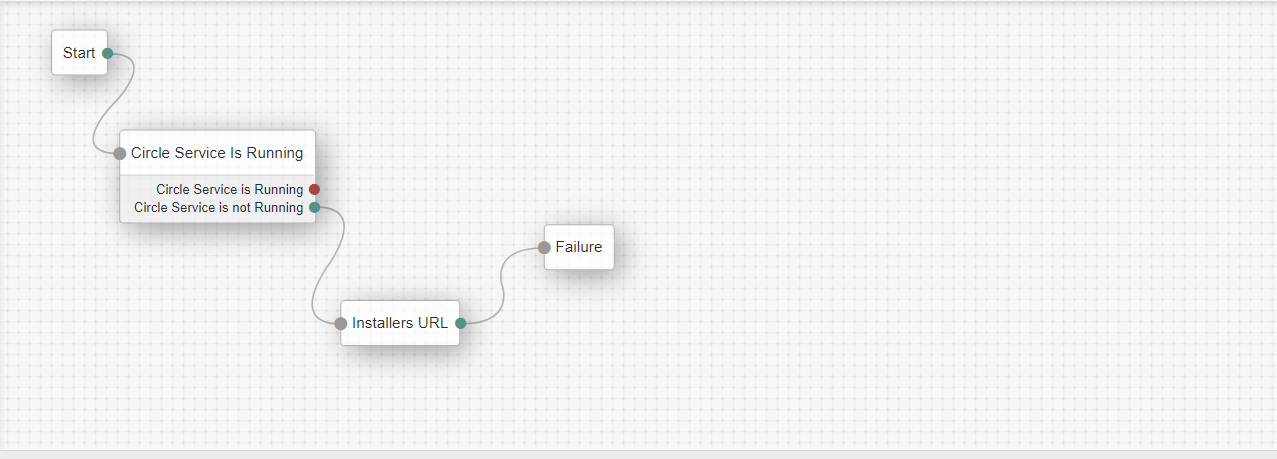 Start
Circle Service Is Running
Circle Service is Running
Circle Service is not Running
Failure
Installers URL